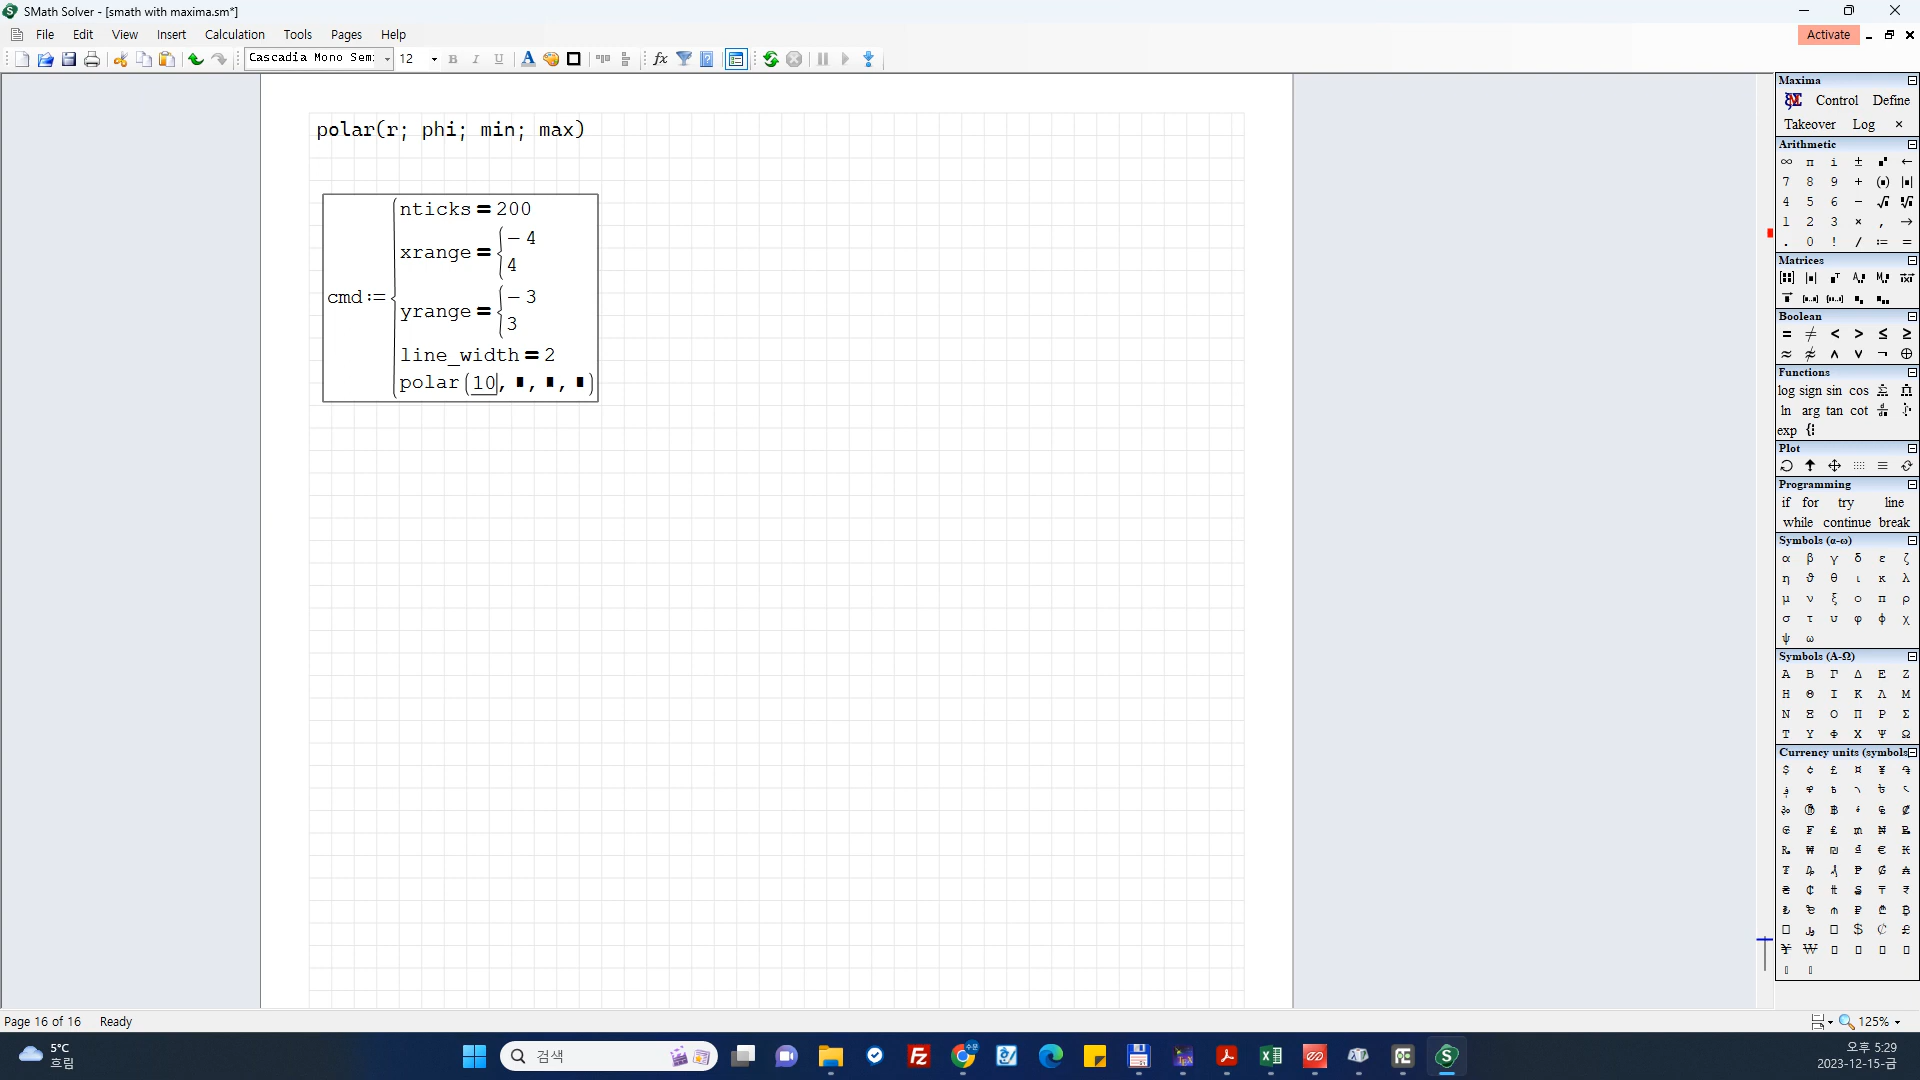 SMath Solver - [smath with maxima.sm*]
File Edit View Insert Calculation Tools Pages Help
Activate
Cascadia Mono Sem: 12 B I U fx
polar(r; phi; min; max)
cmd:=
nticks=200
xrange=
-4
4
yrange=
-3
3
line_width=2
polar(10, ▮, ▮, ▮)
Maxima
Control Define
Takeover Log ×
Arithmetic
∞ π i ± ←
7 8 9 +
4 5 6 −
1 2 3 × , →
. 0 ! / := =
Matrices
Boolean
= ≠ < > ≤ ≥
≈ ∧ ∨ ¬ ⊕
Functions
log sign sin cos
ln arg tan cot
exp
Plot
Programming
if for try line
while continue break
Symbols (α-ω)
α β γ δ ε ζ
η ϑ θ ι κ λ
μ ν ξ ο π ρ
σ τ υ φ ϕ χ
ψ ω
Symbols (Α-Ω)
Α Β Γ Δ Ε Ζ
Η Θ Ι Κ Λ Μ
Ν Ξ Ο Π Ρ Σ
Τ Υ Φ Χ Ψ Ω
Currency units (symbols
$ ¢ £ ¤ ¥
Page 16 of 16 Ready
125%
5°C
흐림
검색
오후 5:29
2023-12-15-금